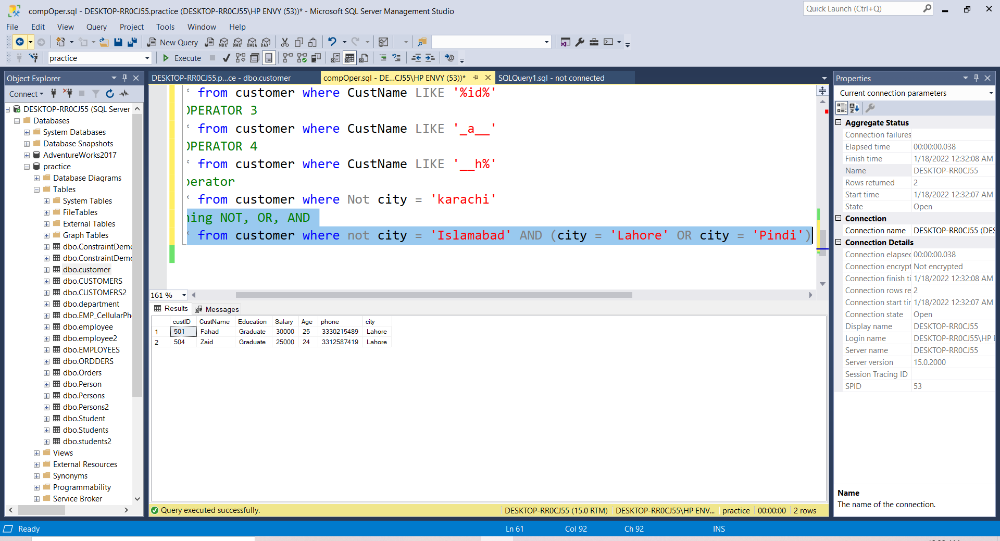 compOper.sql - DESKTOP-RR0CJ55.practice (DESKTOP-RR0CJ55\HP ENVY (53))* - Microsoft SQL Server Management Studio
Quick Launch (Ctrl+Q)
File Edit View Query Project Tools Window Help
New Query MDX DMX XMLA DAX
practice Execute
Object Explorer
Connect
DESKTOP-RR0CJ55 (SQL Server
Databases
System Databases
Database Snapshots
AdventureWorks2017
practice
Database Diagrams
Tables
System Tables
FileTables
External Tables
Graph Tables
dbo.ConstraintDemo
dbo.ConstraintDemo
dbo.customer
dbo.CUSTOMERS
dbo.CUSTOMERS2
dbo.department
dbo.EMP_CellularPh
dbo.employee
dbo.employee2
dbo.EMPLOYEES
dbo.ORDDERS
dbo.Orders
dbo.Person
dbo.Persons
dbo.Persons2
dbo.Student
dbo.Students
dbo.students2
Views
External Resources
Synonyms
Programmability
Service Broker
DESKTOP-RR0CJ55.p...ce - dbo.customer
compOper.sql - DE...CJ55\HP ENVY (53))*
SQLQuery1.sql - not connected
* from customer where CustName LIKE '%id%'
OPERATOR 3
* from customer where CustName LIKE '_a__'
OPERATOR 4
* from customer where CustName LIKE '__h%'
perator
* from customer where Not city = 'karachi'
ning NOT, OR, AND
* from customer where not city = 'Islamabad' AND (city = 'Lahore' OR city = 'Pindi')
161 %
Results Messages
custID CustName Education Salary Age phone city
1 501 Fahad Graduate 30000 25 3330215489 Lahore
2 504 Zaid Graduate 25000 24 3312587419 Lahore
Query executed successfully.
DESKTOP-RR0CJ55 (15.0 RTM) DESKTOP-RR0CJ55\HP ENV... practice 00:00:00 2 rows
Properties
Current connection parameters
Aggregate Status
Connection failures
Elapsed time 00:00:00.038
Finish time 1/18/2022 12:32:08 AM
Name DESKTOP-RR0CJ55
Rows returned 2
Start time 1/18/2022 12:32:07 AM
State Open
Connection
Connection name DESKTOP-RR0CJ55 (DES
Connection Details
Connection elapsed 00:00:00.038
Connection encrypt Not encrypted
Connection finish ti 1/18/2022 12:32:08 AM
Connection rows re 2
Connection start tim 1/18/2022 12:32:07 AM
Connection state Open
Display name DESKTOP-RR0CJ55
Login name DESKTOP-RR0CJ55\HP E
Server name DESKTOP-RR0CJ55
Server version 15.0.2000
Session Tracing ID
SPID 53
Name
The name of the connection.
Ready Ln 61 Col 92 Ch 92 INS